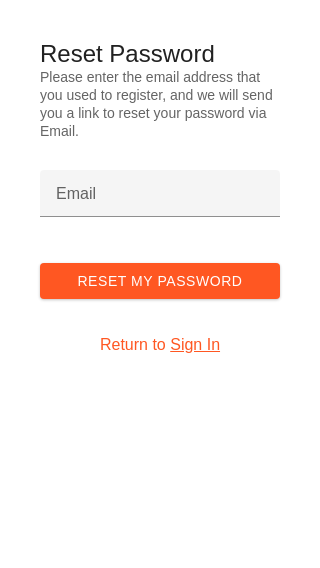 Reset Password
Please enter the email address that
you used to register, and we will send
you a link to reset your password via
Email.
Email
RESET MY PASSWORD
Return to Sign In